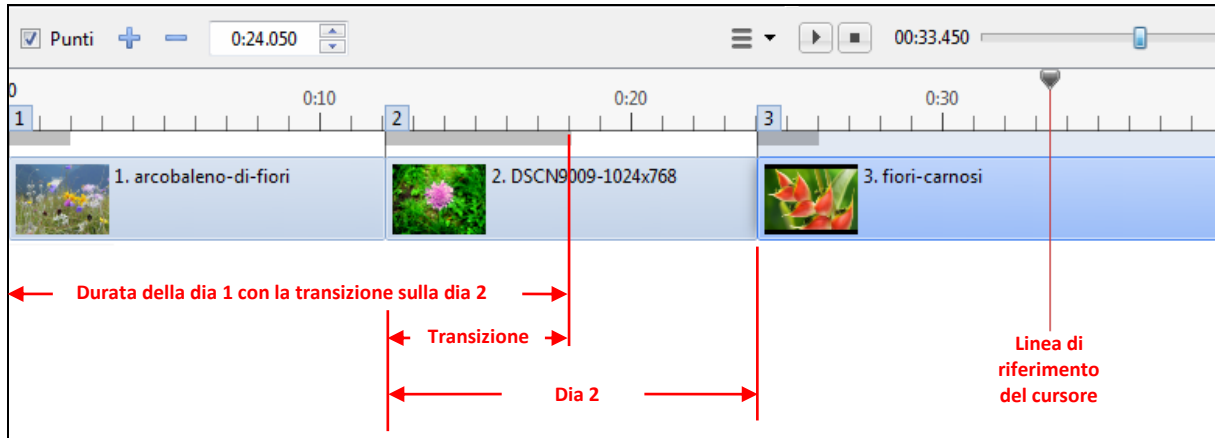 Punti 0:24.050 00:33.450
0 0:10 0:20 0:30
1 2 3
1. arcobaleno-di-fiori 2. DSCN9009-1024x768 3. fiori-carnosi
Durata della dia 1 con la transizione sulla dia 2
Transizione
Dia 2
Linea di
riferimento
del cursore